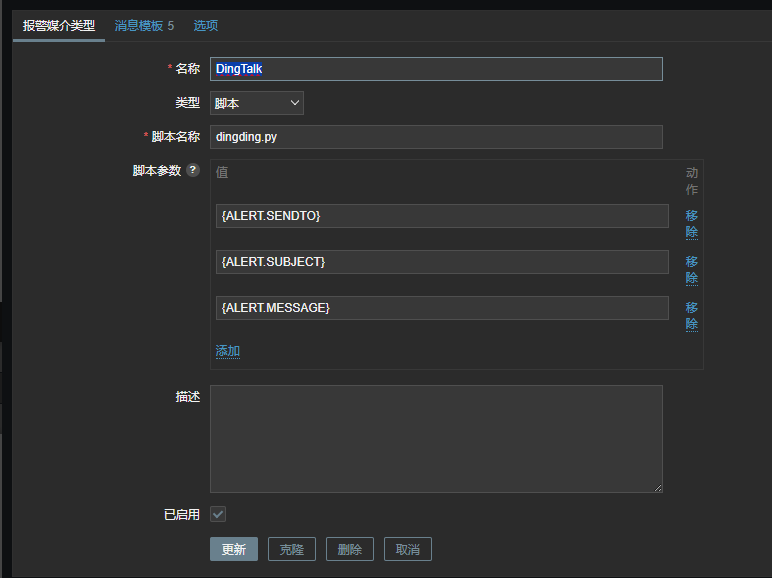 报警媒介类型 消息模板 5 选项
* 名称 DingTalk
类型 脚本
* 脚本名称 dingding.py
脚本参数 ? 值 动作
{ALERT.SENDTO} 移除
{ALERT.SUBJECT} 移除
{ALERT.MESSAGE} 移除
添加
描述
已启用
更新 克隆 删除 取消